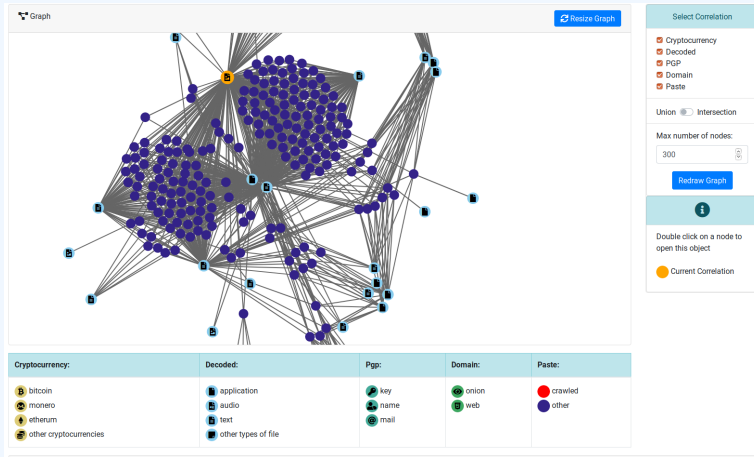 Graph
Resize Graph
Select Correlation
Cryptocurrency
Decoded
PGP
Domain
Paste
Union Intersection
Max number of nodes:
300
Redraw Graph
Double click on a node to
open this object
Current Correlation
Cryptocurrency: Decoded: Pgp: Domain: Paste:
bitcoin application key onion crawled
monero audio name web other
etherum text mail
other cryptocurrencies other types of file